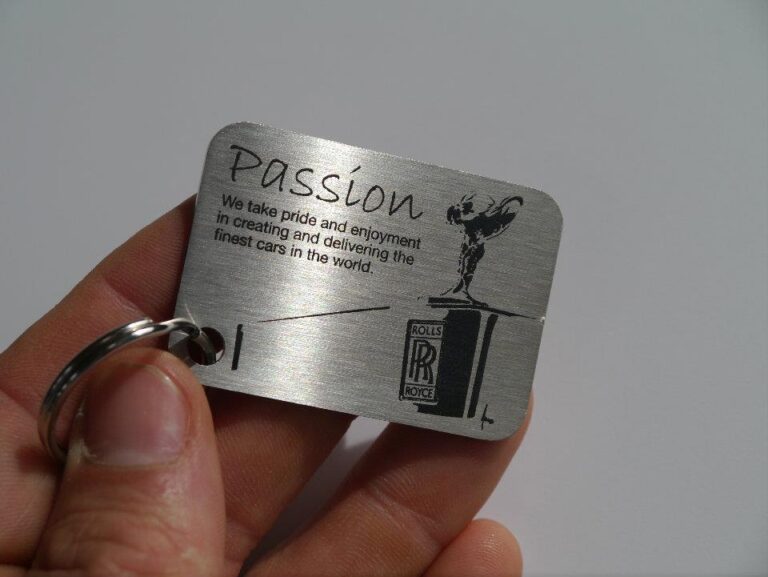 Passion
We take pride and enjoyment
in creating and delivering the
finest cars in the world.
ROLLS
RR
ROYCE